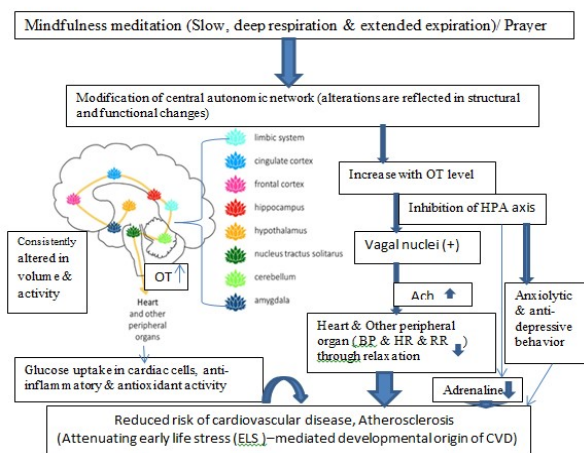 Mindfulness meditation (Slow, deep respiration & extended expiration)/ Prayer
Modification of central autonomic network (alterations are reflected in structural
and functional changes)
limbic system
cingulate cortex
frontal cortex
hippocampus
hypothalamus
nucleus tractus solitarus
cerebellum
amygdala
Consistently
altered in
volume &
activity
OT
Heart
and other
peripheral
organs
Increase with OT level
Inhibition of HPA axis
Vagal nuclei (+)
Ach
Anxiolytic
& anti-
depressive
behavior
Heart & Other peripheral
organ (BP & HR & RR )
through relaxation
Glucose uptake in cardiac cells, anti-
inflammatory & antioxidant activity
Adrenaline
Reduced risk of cardiovascular disease, Atherosclerosis
(Attenuating early life stress (ELS)–mediated developmental origin of CVD)